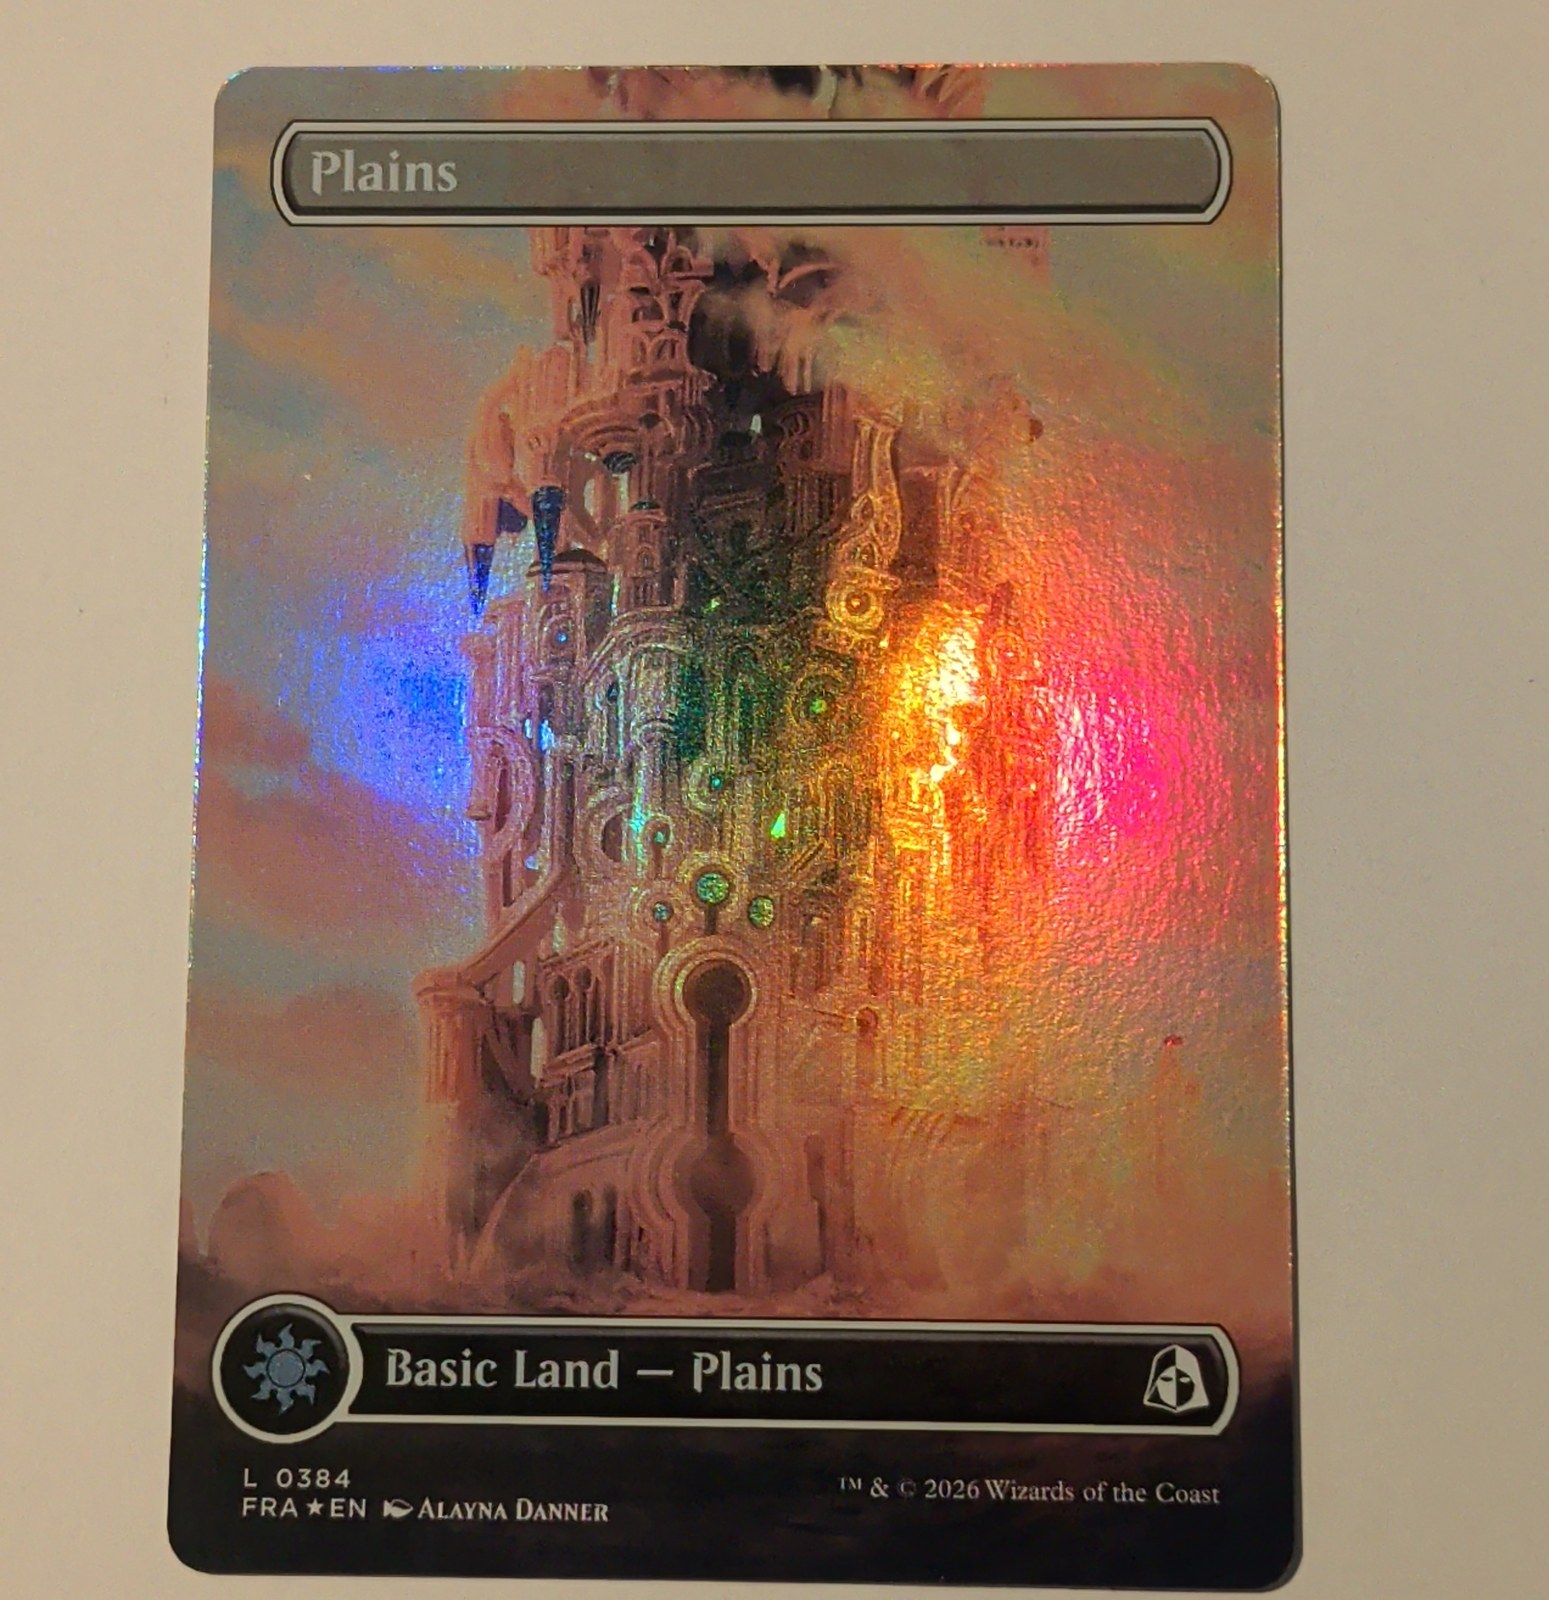 Plains
Basic Land — Plains
L 0384
FRA★EN ALAYNA DANNER
™ & © 2026 Wizards of the Coast